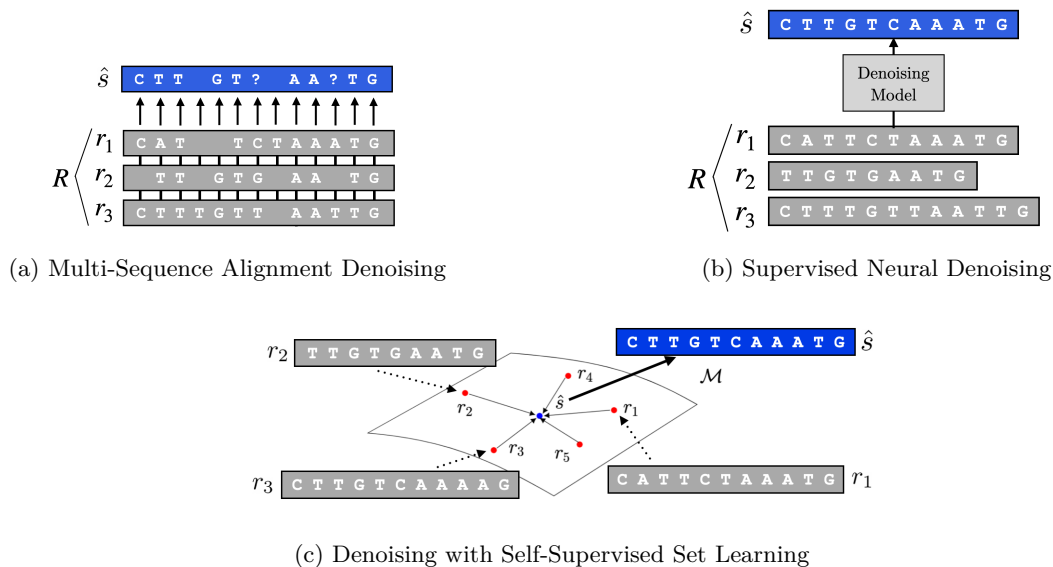 ŝ C T T G T ? A A ? T G
R
r₁ C A T T C T A A A T G
r₂ T T G T G A A T G
r₃ C T T T G T T A A T T G
(a) Multi-Sequence Alignment Denoising
ŝ C T T G T C A A A T G
Denoising
Model
R
r₁ C A T T C T A A A T G
r₂ T T G T G A A T G
r₃ C T T T G T T A A T T G
(b) Supervised Neural Denoising
C T T G T C A A A T G ŝ
r₂ T T G T G A A T G
ℳ
r₄
r₂
ŝ
r₁
r₃
r₅
r₃ C T T G T C A A A A G
C A T T C T A A A T G r₁
(c) Denoising with Self-Supervised Set Learning